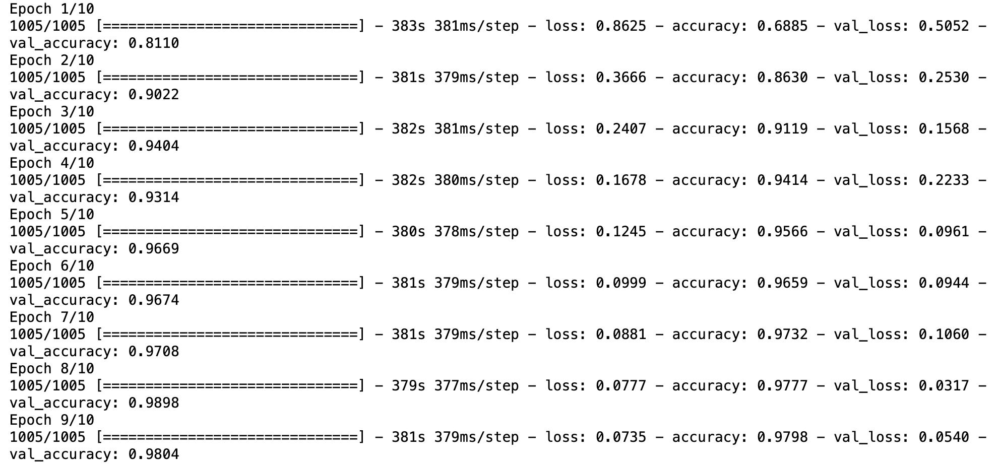 Epoch 1/10
1005/1005 [==============================] - 383s 381ms/step - loss: 0.8625 - accuracy: 0.6885 - val_loss: 0.5052 -
val_accuracy: 0.8110
Epoch 2/10
1005/1005 [==============================] - 381s 379ms/step - loss: 0.3666 - accuracy: 0.8630 - val_loss: 0.2530 -
val_accuracy: 0.9022
Epoch 3/10
1005/1005 [==============================] - 382s 381ms/step - loss: 0.2407 - accuracy: 0.9119 - val_loss: 0.1568 -
val_accuracy: 0.9404
Epoch 4/10
1005/1005 [==============================] - 382s 380ms/step - loss: 0.1678 - accuracy: 0.9414 - val_loss: 0.2233 -
val_accuracy: 0.9314
Epoch 5/10
1005/1005 [==============================] - 380s 378ms/step - loss: 0.1245 - accuracy: 0.9566 - val_loss: 0.0961 -
val_accuracy: 0.9669
Epoch 6/10
1005/1005 [==============================] - 381s 379ms/step - loss: 0.0999 - accuracy: 0.9659 - val_loss: 0.0944 -
val_accuracy: 0.9674
Epoch 7/10
1005/1005 [==============================] - 381s 379ms/step - loss: 0.0881 - accuracy: 0.9732 - val_loss: 0.1060 -
val_accuracy: 0.9708
Epoch 8/10
1005/1005 [==============================] - 379s 377ms/step - loss: 0.0777 - accuracy: 0.9777 - val_loss: 0.0317 -
val_accuracy: 0.9898
Epoch 9/10
1005/1005 [==============================] - 381s 379ms/step - loss: 0.0735 - accuracy: 0.9798 - val_loss: 0.0540 -
val_accuracy: 0.9804